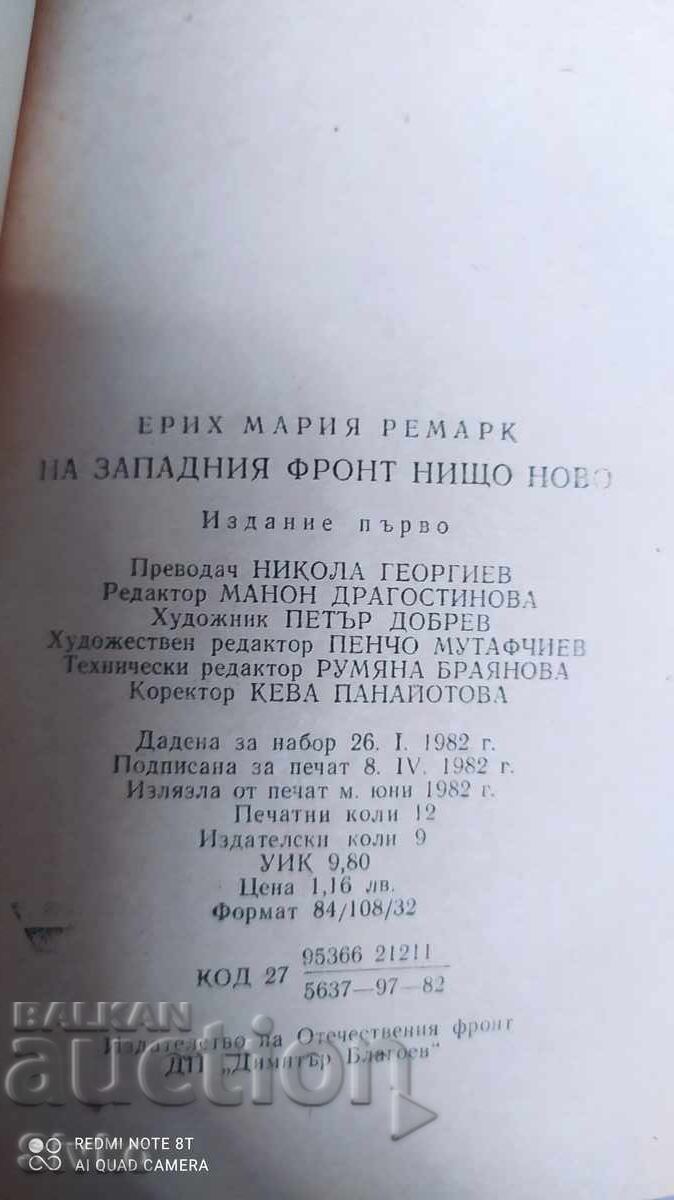 ЕРИХ МАРИЯ РЕМАРК
НА ЗАПАДНИЯ ФРОНТ НИЩО НОВО
Издание първо
Преводач НИКОЛА ГЕОРГИЕВ
Редактор МАНОН ДРАГОСТИНОВА
Художник ПЕТЪР ДОБРЕВ
Художествен редактор ПЕНЧО МУТАФЧИЕВ
Технически редактор РУМЯНА БРАЯНОВА
Коректор КЕВА ПАНАЙОТОВА
Дадена за набор 26. I. 1982 г.
Подписана за печат 8. IV. 1982 г.
Излязла от печат м. юни 1982 г.
Печатни коли 12
Издателски коли 9
УИК 9,80
Цена 1,16 лв.
Формат 84/108/32
КОД 27 95366 21211
5637—97—82
Издателство на Отечествения фронт
ДП „Димитър Благоев“
BALKAN
auction
REDMI NOTE 8T
AI QUAD CAMERA